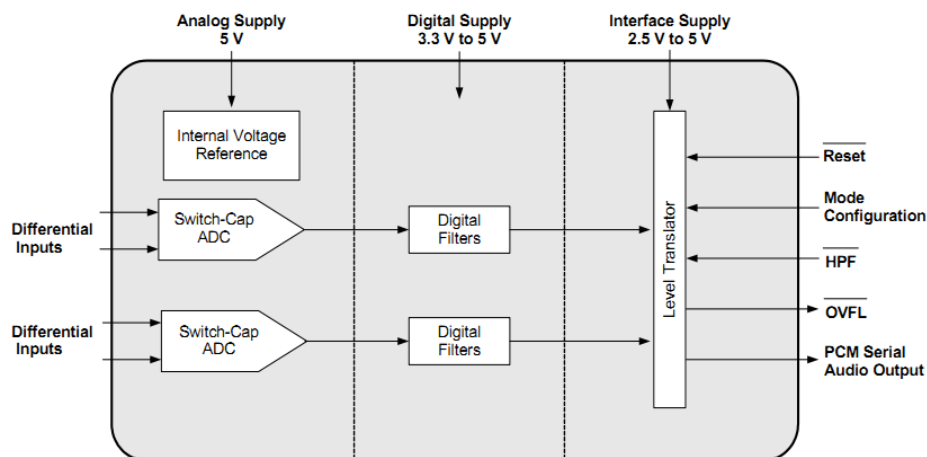 Analog Supply
5 V
Digital Supply
3.3 V to 5 V
Interface Supply
2.5 V to 5 V
Internal Voltage
Reference
Differential
Inputs
Switch-Cap
ADC
Digital
Filters
Differential
Inputs
Switch-Cap
ADC
Digital
Filters
Level Translator
Reset
Mode
Configuration
HPF
OVFL
PCM Serial
Audio Output